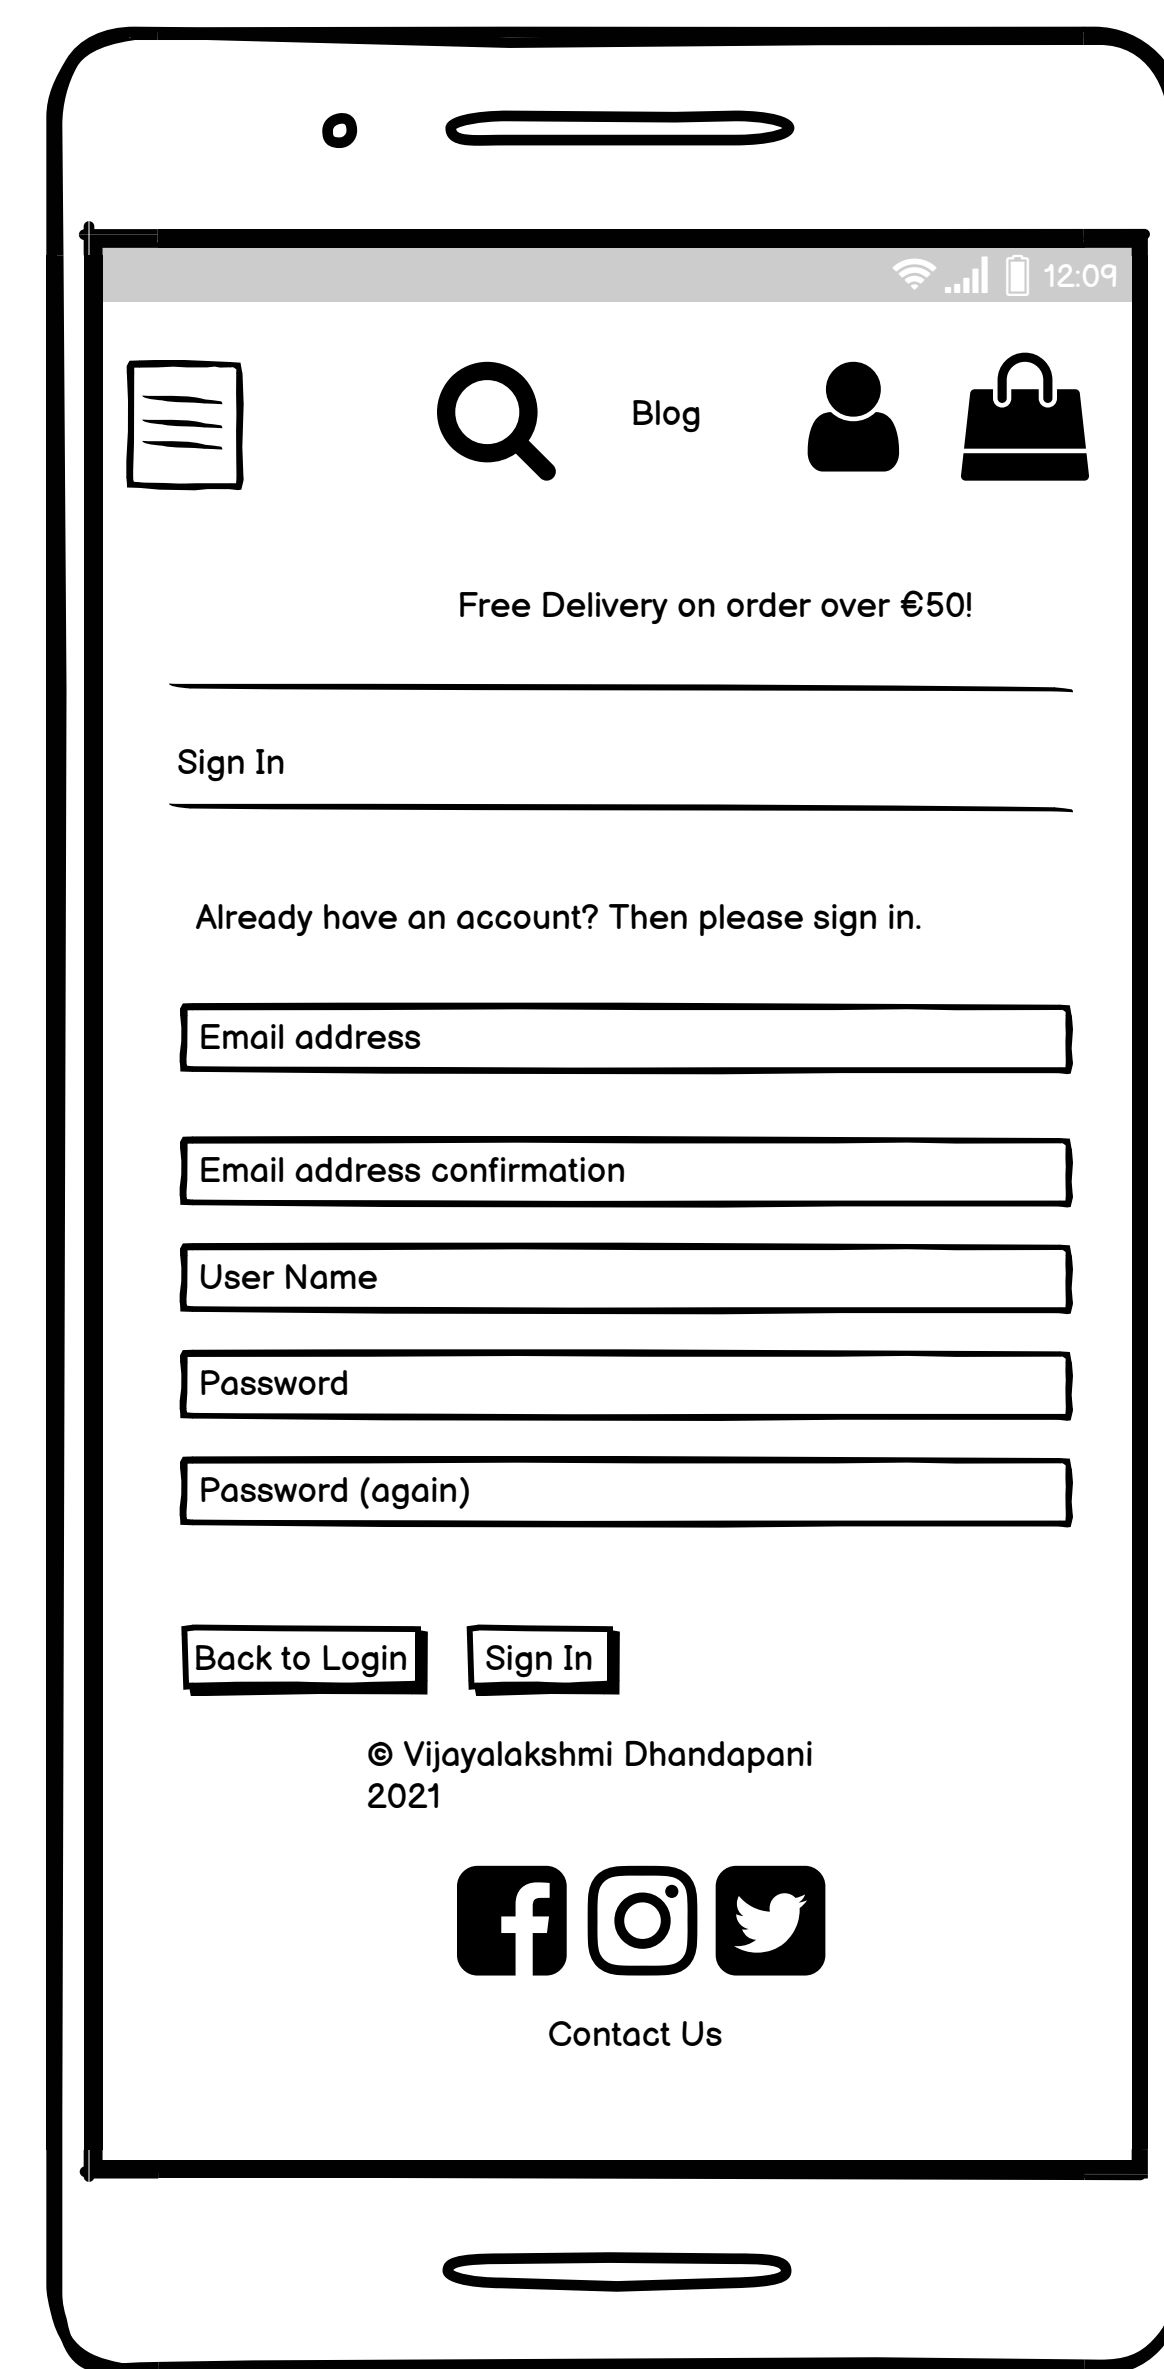 12:09
Blog
Free Delivery on order over €50!
Sign In
Already have an account? Then please sign in.
Email address
Email address confirmation
User Name
Password
Password (again)
Back to Login Sign In
© Vijayalakshmi Dhandapani
2021
Contact Us